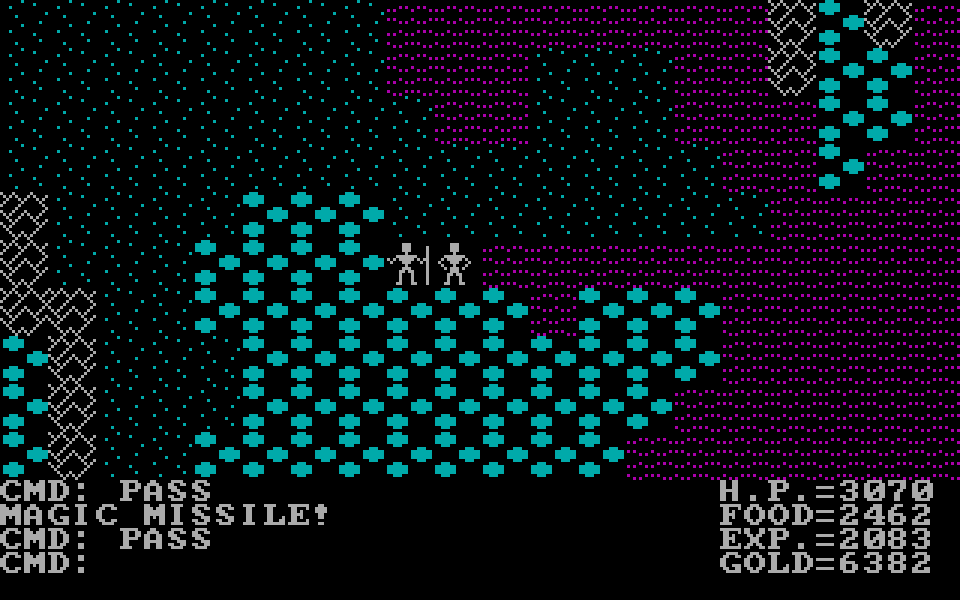 CMD: PASS
MAGIC MISSILE!
CMD: PASS
CMD:
H.P.=3070
FOOD=2462
EXP.=2083
GOLD=6382